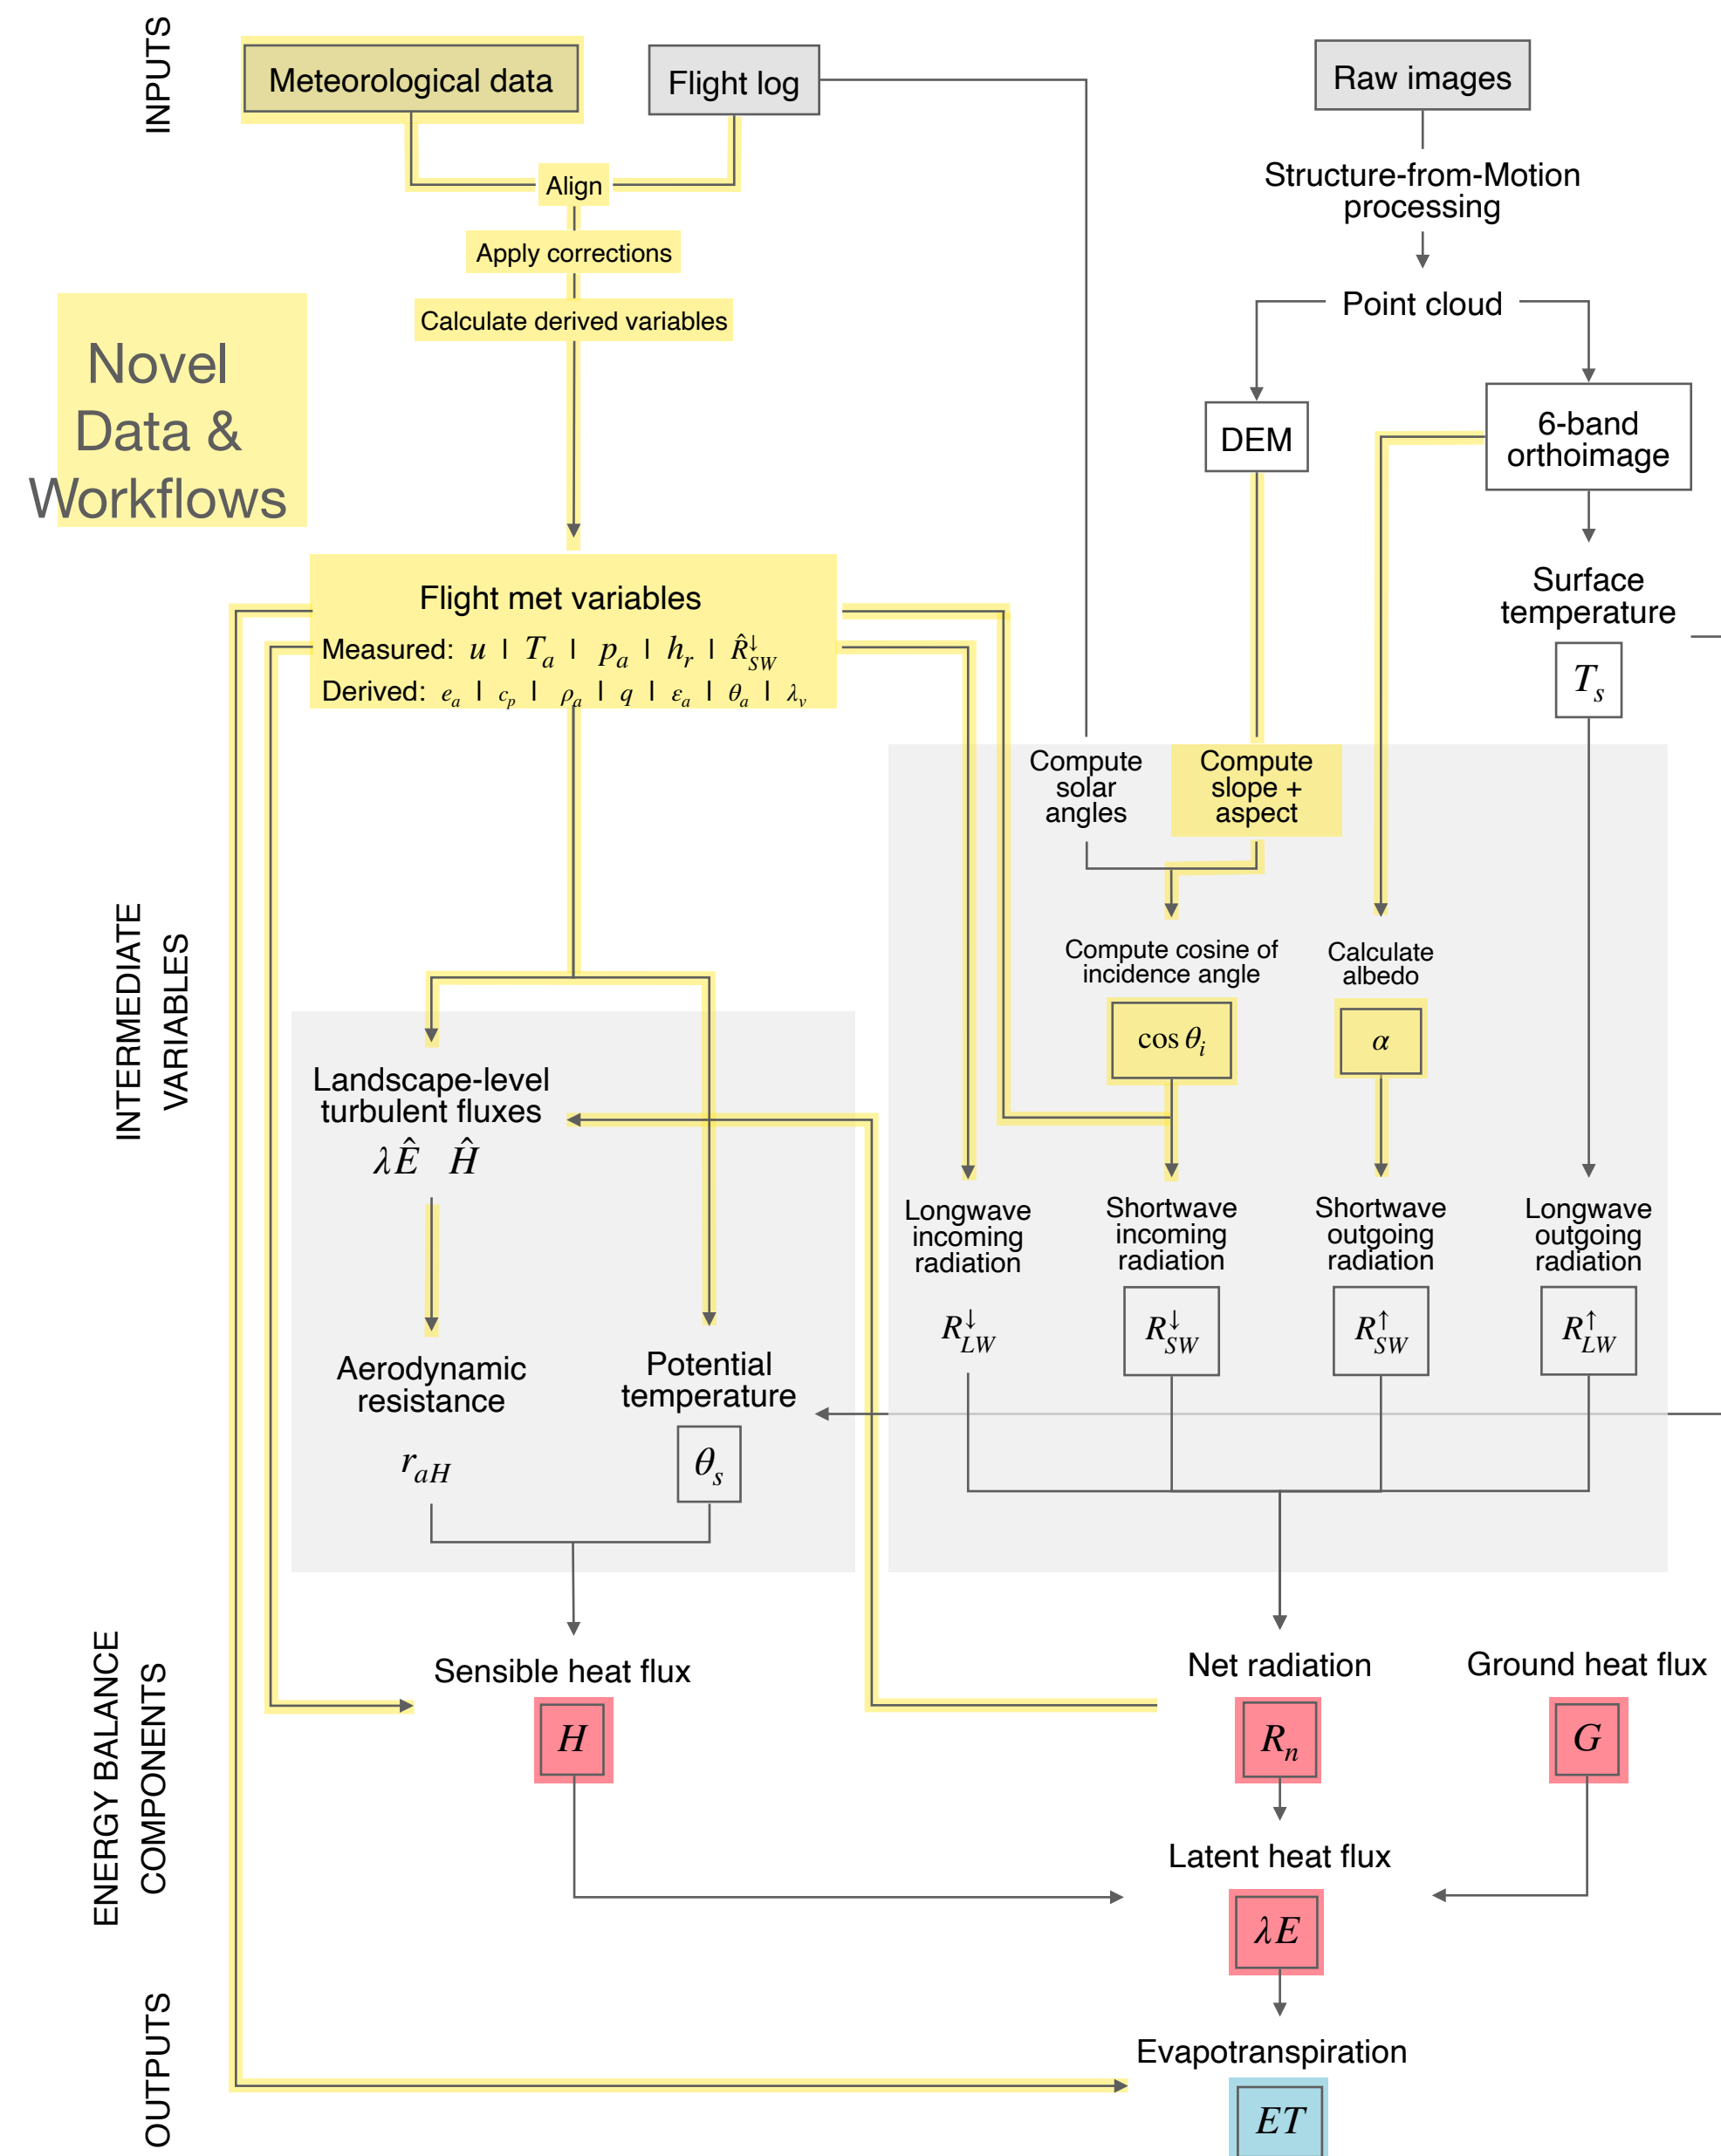 INPUTS
Meteorological data
Flight log
Raw images
Align
Structure-from-Motion
processing
Apply corrections
Calculate derived variables
Point cloud
Novel
Data &
Workflows
DEM
6-band
orthoimage
Flight met variables
Measured: u | T_a | p_a | h_r | R̂_SW^↓
Derived: e_a | c_p | ρ_a | q | ε_a | θ_a | λ_v
Surface
temperature
T_s
Compute
solar
angles
Compute
slope +
aspect
INTERMEDIATE
VARIABLES
Compute cosine of
incidence angle
cos θ_i
Calculate
albedo
α
Landscape-level
turbulent fluxes
λÊ Ĥ
Longwave
incoming
radiation
R_LW^↓
Shortwave
incoming
radiation
R_SW^↓
Shortwave
outgoing
radiation
R_SW^↑
Longwave
outgoing
radiation
R_LW^↑
Aerodynamic
resistance
r_aH
Potential
temperature
θ_s
ENERGY BALANCE
COMPONENTS
Sensible heat flux
H
Net radiation
R_n
Ground heat flux
G
Latent heat flux
λE
OUTPUTS
Evapotranspiration
ET